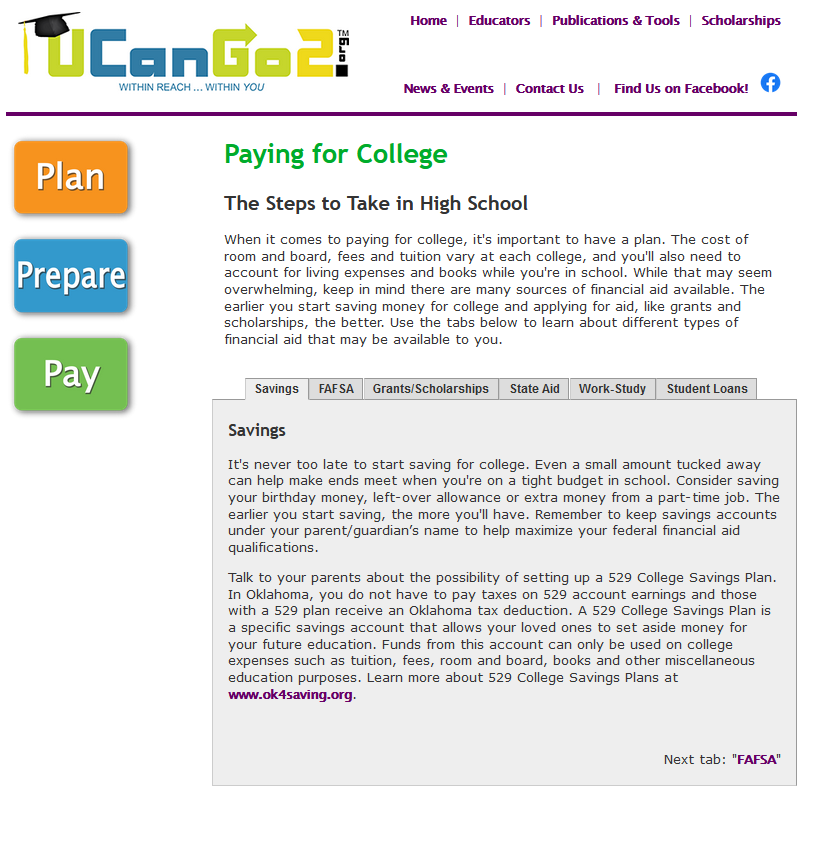 UCanGo2.org™
WITHIN REACH ... WITHIN YOU
Home | Educators | Publications & Tools | Scholarships
News & Events | Contact Us | Find Us on Facebook!
Plan
Prepare
Pay
Paying for College
The Steps to Take in High School
When it comes to paying for college, it's important to have a plan. The cost of
room and board, fees and tuition vary at each college, and you'll also need to
account for living expenses and books while you're in school. While that may seem
overwhelming, keep in mind there are many sources of financial aid available. The
earlier you start saving money for college and applying for aid, like grants and
scholarships, the better. Use the tabs below to learn about different types of
financial aid that may be available to you.
Savings FAFSA Grants/Scholarships State Aid Work-Study Student Loans
Savings
It's never too late to start saving for college. Even a small amount tucked away
can help make ends meet when you're on a tight budget in school. Consider saving
your birthday money, left-over allowance or extra money from a part-time job. The
earlier you start saving, the more you'll have. Remember to keep savings accounts
under your parent/guardian’s name to help maximize your federal financial aid
qualifications.
Talk to your parents about the possibility of setting up a 529 College Savings Plan.
In Oklahoma, you do not have to pay taxes on 529 account earnings and those
with a 529 plan receive an Oklahoma tax deduction. A 529 College Savings Plan is
a specific savings account that allows your loved ones to set aside money for
your future education. Funds from this account can only be used on college
expenses such as tuition, fees, room and board, books and other miscellaneous
education purposes. Learn more about 529 College Savings Plans at
www.ok4saving.org.
Next tab: "FAFSA"